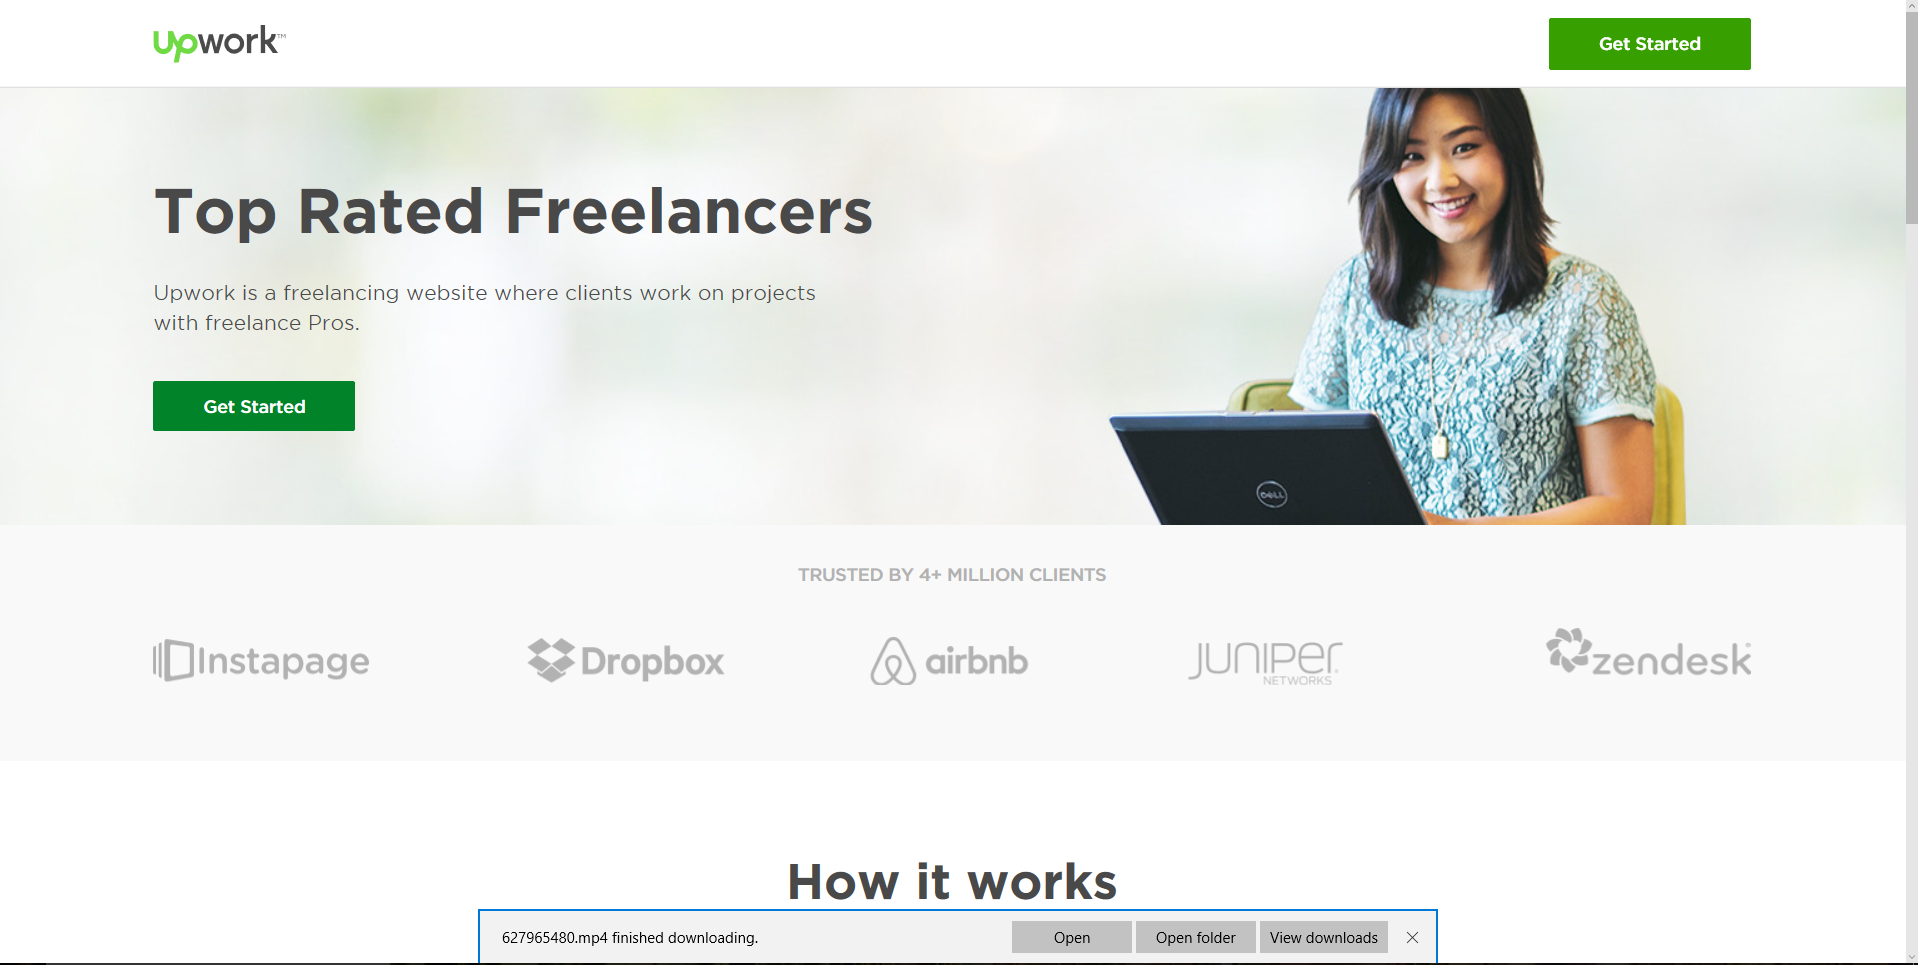 Upwork™
Get Started
Top Rated Freelancers
Upwork is a freelancing website where clients work on projects
with freelance Pros.
Get Started
DELL
TRUSTED BY 4+ MILLION CLIENTS
Instapage
Dropbox
airbnb
JUNIPEr
NETWORKS
zendesk
How it works
627965480.mp4 finished downloading.
Open
Open folder
View downloads